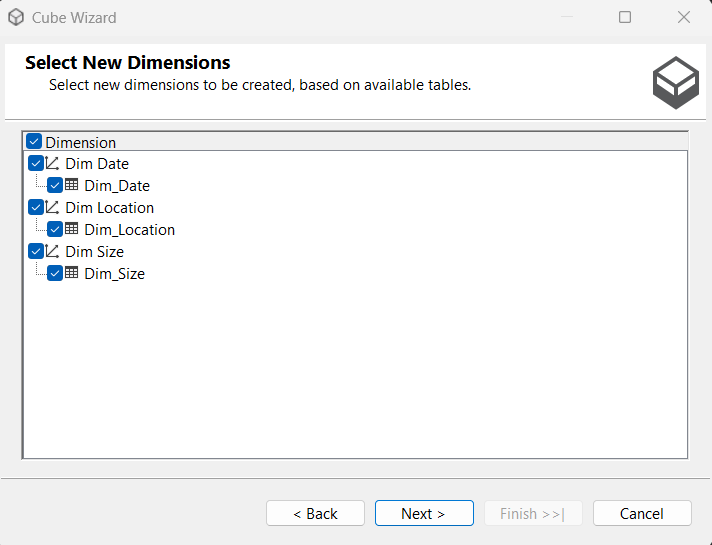 Cube Wizard
Select New Dimensions
Select new dimensions to be created, based on available tables.
Dimension
Dim Date
Dim_Date
Dim Location
Dim_Location
Dim Size
Dim_Size
< Back
Next >
Finish >>|
Cancel